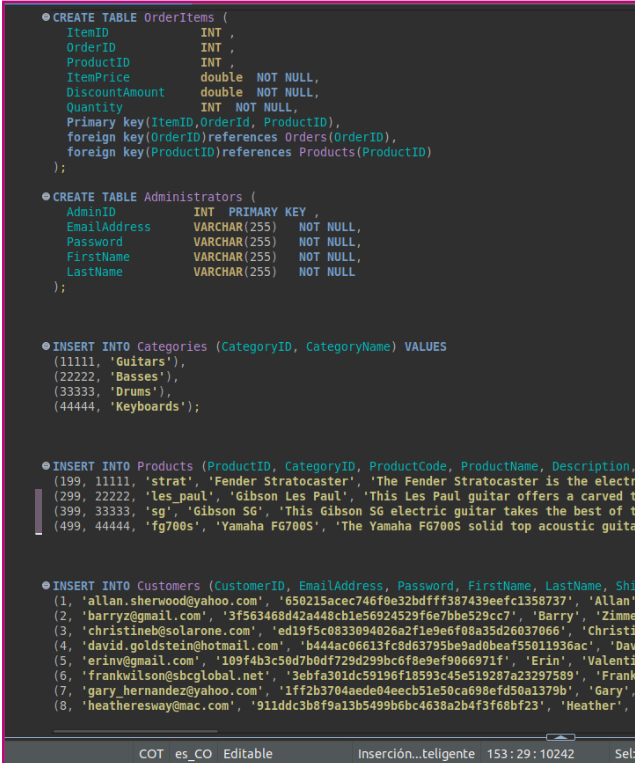 CREATE TABLE OrderItems (
ItemID INT ,
OrderID INT ,
ProductID INT ,
ItemPrice double NOT NULL,
DiscountAmount double NOT NULL,
Quantity INT NOT NULL,
Primary key(ItemID,OrderId, ProductID),
foreign key(OrderID)references Orders(OrderID),
foreign key(ProductID)references Products(ProductID)
);
CREATE TABLE Administrators (
AdminID INT PRIMARY KEY ,
EmailAddress VARCHAR(255) NOT NULL,
Password VARCHAR(255) NOT NULL,
FirstName VARCHAR(255) NOT NULL,
LastName VARCHAR(255) NOT NULL
);
INSERT INTO Categories (CategoryID, CategoryName) VALUES
(11111, 'Guitars'),
(22222, 'Basses'),
(33333, 'Drums'),
(44444, 'Keyboards');
INSERT INTO Products (ProductID, CategoryID, ProductCode, ProductName, Description,
(199, 11111, 'strat', 'Fender Stratocaster', 'The Fender Stratocaster is the electr
(299, 22222, 'les_paul', 'Gibson Les Paul', 'This Les Paul guitar offers a carved t
(399, 33333, 'sg', 'Gibson SG', 'This Gibson SG electric guitar takes the best of t
(499, 44444, 'fg700s', 'Yamaha FG700S', 'The Yamaha FG700S solid top acoustic guita
INSERT INTO Customers (CustomerID, EmailAddress, Password, FirstName, LastName, Shi
(1, 'allan.sherwood@yahoo.com', '650215acec746f0e32bdfff387439eefc1358737', 'Allan'
(2, 'barryz@gmail.com', '3f563468d42a448cb1e56924529f6e7bbe529cc7', 'Barry', 'Zimme
(3, 'christineb@solarone.com', 'ed19f5c0833094026a2f1e9e6f08a35d26037066', 'Christi
(4, 'david.goldstein@hotmail.com', 'b444ac06613fc8d63795be9ad0beaf55011936ac', 'Dav
(5, 'erinv@gmail.com', '109f4b3c50d7b0df729d299bc6f8e9ef9066971f', 'Erin', 'Valenti
(6, 'frankwilson@sbcglobal.net', '3ebfa301dc59196f18593c45e519287a23297589', 'Frank
(7, 'gary_hernandez@yahoo.com', '1ff2b3704aede04eecb51e50ca698efd50a1379b', 'Gary',
(8, 'heatheresway@mac.com', '911ddc3b8f9a13b5499b6bc4638a2b4f3f68bf23', 'Heather',
COT es_CO Editable Inserción...teligente 153:29:10242 Sel: